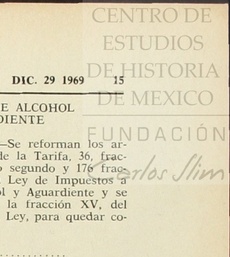 CENTRO DE
ESTUDIOS
DE HISTORIA
DE MEXICO
FUNDACIÓN
Carlos Slim
DIC. 29 1969 15
E ALCOHOL
DIENTE
—Se reforman los ar-
de la Tarifa, 36, frac-
o segundo y 176 frac-
Ley de Impuestos a
ol y Aguardiente y se
la fracción XV, del
Ley, para quedar co-